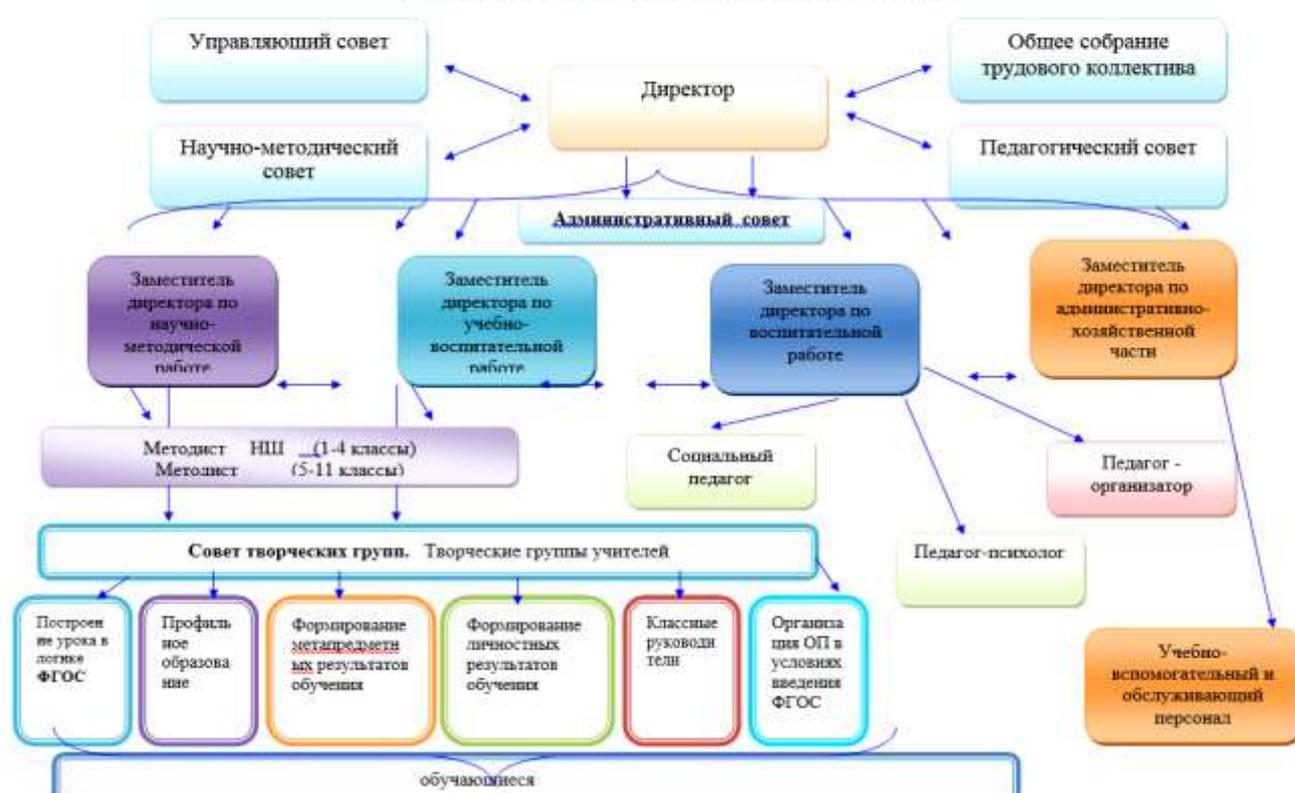 Управляющий совет
Общее собрание
трудового коллектива
Директор
Научно-методический
совет
Педагогический совет
Административный совет
Заместитель
директора по
научно-
методической
работе
Заместитель
директора по
учебно-
воспитательной
работе
Заместитель
директора по
воспитательной
работе
Заместитель
директора по
административно-
хозяйственной
части
Методист НШ (1-4 классы)
Методист (5-11 классы)
Социальный
педагог
Педагог -
организатор
Педагог-психолог
Совет творческих групп. Творческие группы учителей
Построен
ие урока в
логике
ФГОС
Профиль
ное
образова
ние
Формирование
метапредметн
ых результатов
обучения
Формирование
личностных
результатов
обучения
Классные
руководи
тели
Организа
ция ОП в
условиях
введения
ФГОС
Учебно-
вспомогательный и
обслуживающий
персонал
обучающиеся